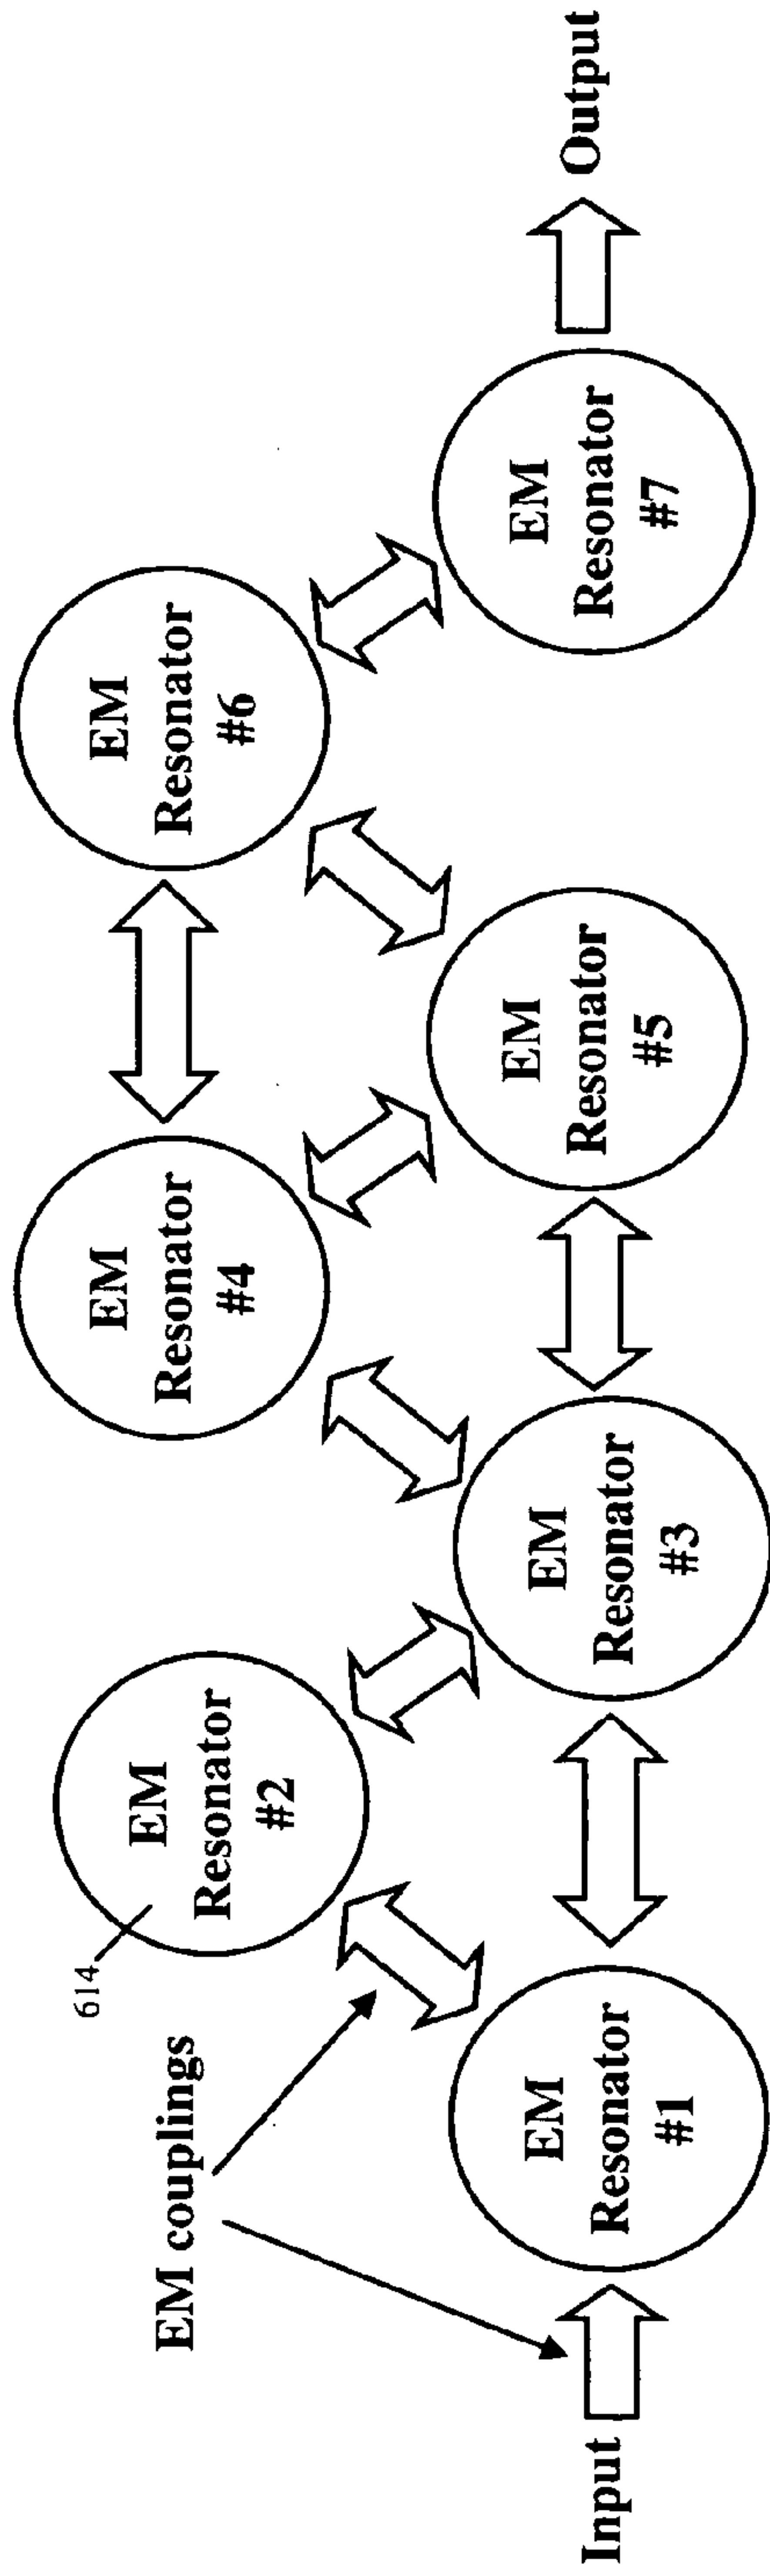 614
EM couplings
Input
EM
Resonator
#1
EM
Resonator
#2
EM
Resonator
#3
EM
Resonator
#4
EM
Resonator
#5
EM
Resonator
#6
EM
Resonator
#7
Output